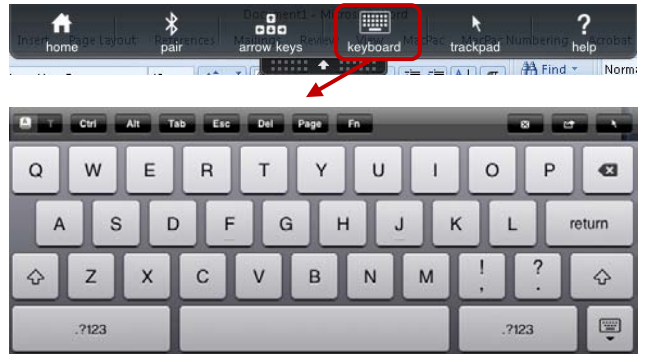 Document1 - Microsoft Word
Insert Page Layout References Mailings Review View MacPac MacPac Numbering Acrobat
home pair arrow keys keyboard trackpad ? help
Find Norma
A T Ctrl Alt Tab Esc Del Page Fn
Q W E R T Y U I O P
A S D F G H J K L return
Z X C V B N M ! , ? .
.?123 .?123